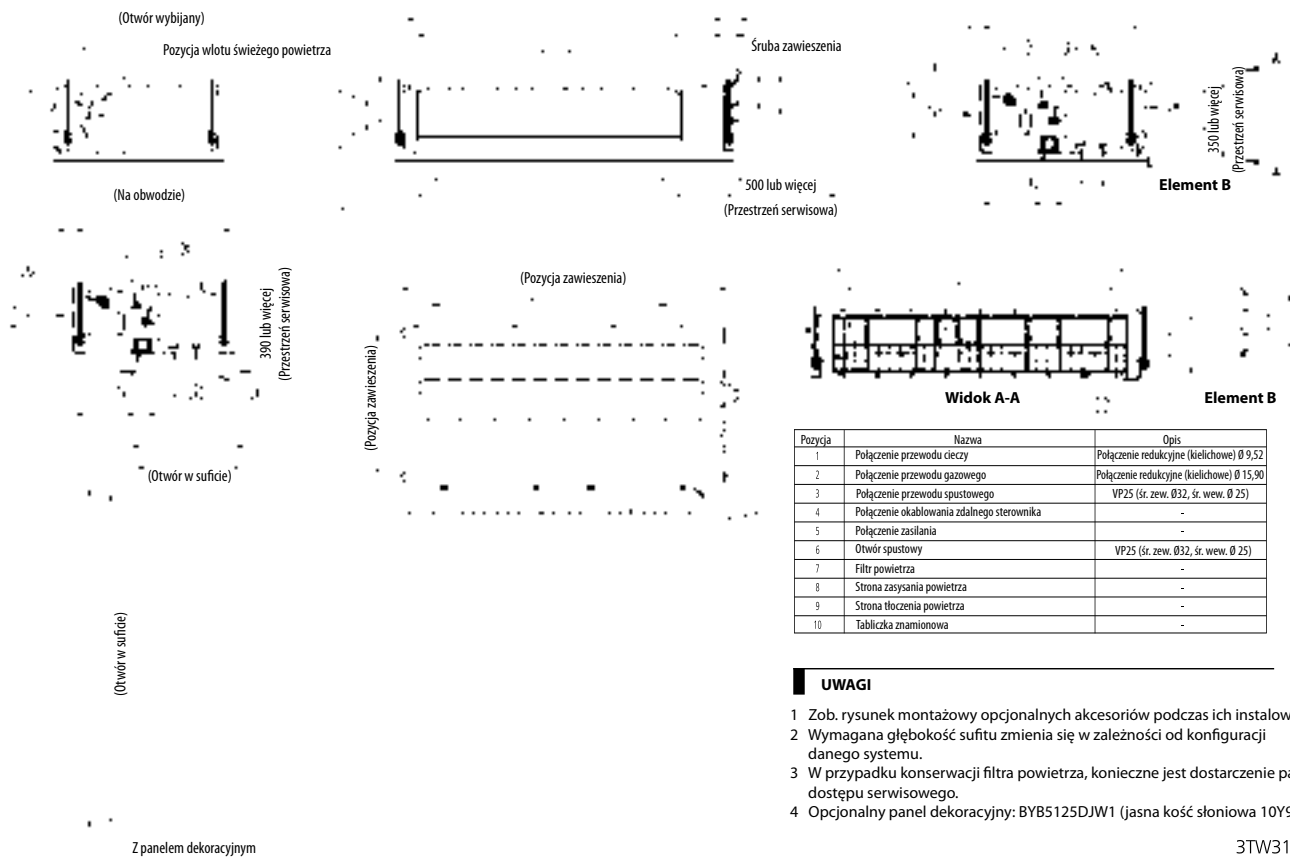 (Otwór wybijany)
Pozycja wlotu świeżego powietrza
Śruba zawieszenia
350 lub więcej
(Przestrzeń serwisowa)
Element B
(Na obwodzie)
500 lub więcej
(Przestrzeń serwisowa)
390 lub więcej
(Przestrzeń serwisowa)
(Pozycja zawieszenia)
(Pozycja zawieszenia)
Widok A-A
Element B
(Otwór w suficie)
(Otwór w suficie)
Z panelem dekoracyjnym
Pozycja Nazwa Opis
1 Połączenie przewodu cieczy Połączenie redukcyjne (kielichowe) Ø 9,52
2 Połączenie przewodu gazowego Połączenie redukcyjne (kielichowe) Ø 15,90
3 Połączenie przewodu spustowego VP25 (śr. zew. Ø32, śr. wew. Ø 25)
4 Połączenie okablowania zdalnego sterownika -
5 Połączenie zasilania -
6 Otwór spustowy VP25 (śr. zew. Ø32, śr. wew. Ø 25)
7 Filtr powietrza -
8 Strona zasysania powietrza -
9 Strona tłoczenia powietrza -
10 Tabliczka znamionowa -
UWAGI
1 Zob. rysunek montażowy opcjonalnych akcesoriów podczas ich instalow
2 Wymagana głębokość sufitu zmienia się w zależności od konfiguracji
danego systemu.
3 W przypadku konserwacji filtra powietrza, konieczne jest dostarczenie pa
dostępu serwisowego.
4 Opcjonalny panel dekoracyjny: BYB5125DJW1 (jasna kość słoniowa 10Y9
3TW31